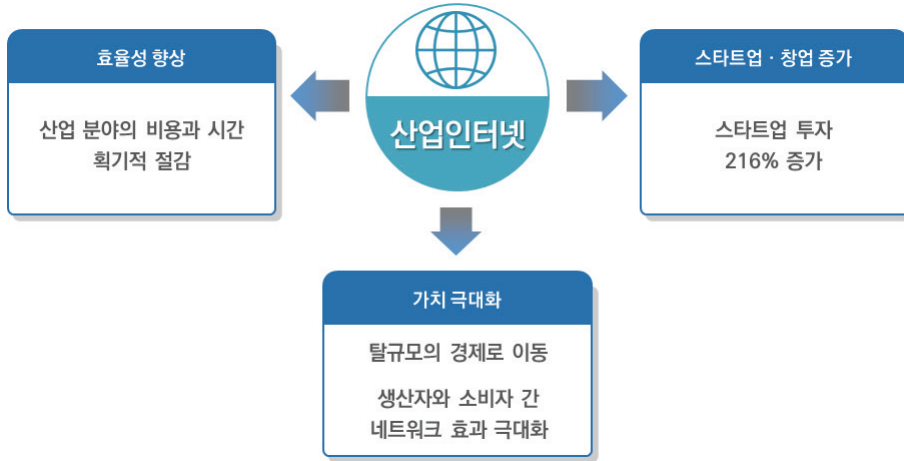 산업인터넷
효율성 향상
산업 분야의 비용과 시간
획기적 절감
스타트업 · 창업 증가
스타트업 투자
216% 증가
가치 극대화
탈규모의 경제로 이동
생산자와 소비자 간
네트워크 효과 극대화